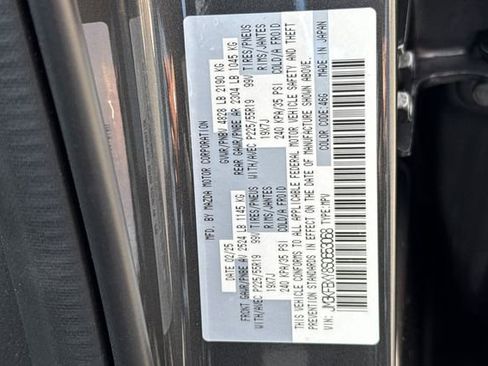 MFD. BY MAZDA MOTOR CORPORATION
DATE 02/25 GVWR/PNBV 4828 LB 2190 KG
FRONT GAWR/PNBE AV 2524 LB 1145 KG REAR GAWR/PNBE AR 2304 LB 1045 KG
WITH/AVEC P225/55R19 99V TIRES/PNEUS WITH/AVEC P225/55R19 99V TIRES/PNEUS
19X7J RIMS/JANTES 19X7J RIMS/JANTES
240 KPA/35 PSI COLD/A FROID 240 KPA/35 PSI COLD/A FROID
THIS VEHICLE CONFORMS TO ALL APPLICABLE FEDERAL MOTOR VEHICLE SAFETY AND THEFT
PREVENTION STANDARDS IN EFFECT ON THE DATE OF MANUFACTURE SHOWN ABOVE.
VIN: TYPE:MPV COLOR CODE:46G MADE IN JAPAN